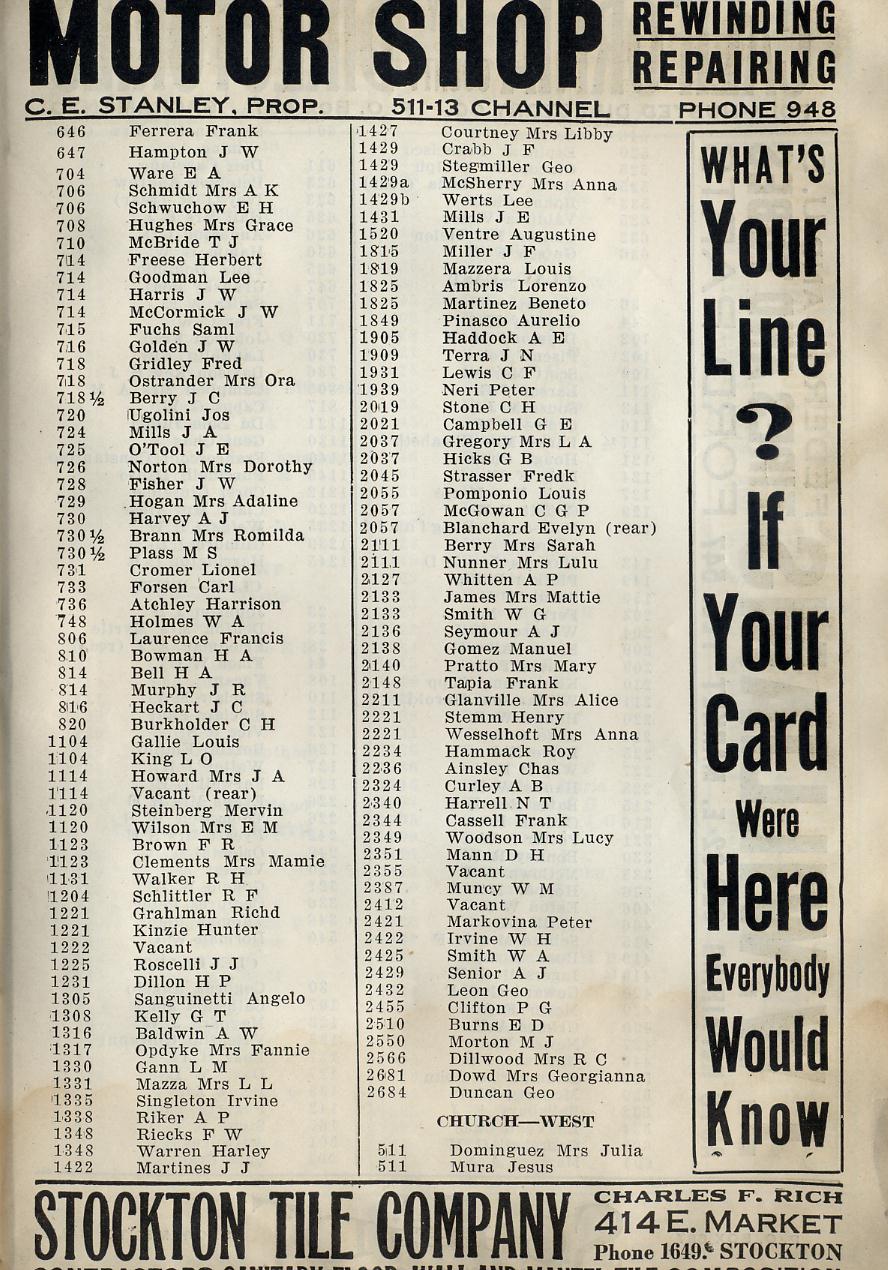 MOTOR SHOP
REWINDING
REPAIRING
C. E. STANLEY, PROP. 511-13 CHANNEL PHONE 948
646 Ferrera Frank
647 Hampton J W
704 Ware E A
706 Schmidt Mrs A K
706 Schwuchow E H
708 Hughes Mrs Grace
710 McBride T J
714 Freese Herbert
714 Goodman Lee
714 Harris J W
714 McCormick J W
715 Fuchs Saml
716 Golden J W
718 Gridley Fred
718 Ostrander Mrs Ora
718½ Berry J C
720 Ugolini Jos
724 Mills J A
725 O'Tool J E
726 Norton Mrs Dorothy
728 Fisher J W
729 Hogan Mrs Adaline
730 Harvey A J
730½ Brann Mrs Romilda
730½ Plass M S
731 Cromer Lionel
733 Forsen Carl
736 Atchley Harrison
748 Holmes W A
806 Laurence Francis
810 Bowman H A
814 Bell H A
814 Murphy J R
816 Heckart J C
820 Burkholder C H
1104 Gallie Louis
1104 King L O
1114 Howard Mrs J A
1114 Vacant (rear)
1120 Steinberg Mervin
1120 Wilson Mrs E M
1123 Brown F R
1123 Clements Mrs Mamie
1131 Walker R H
1204 Schlittler R F
1221 Grahlman Richd
1221 Kinzie Hunter
1222 Vacant
1225 Roscelli J J
1231 Dillon H P
1305 Sanguinetti Angelo
1308 Kelly G T
1316 Baldwin A W
1317 Opdyke Mrs Fannie
1330 Gann L M
1331 Mazza Mrs L L
1335 Singleton Irvine
1338 Riker A P
1348 Riecks F W
1348 Warren Harley
1422 Martines J J
1427 Courtney Mrs Libby
1429 Crabb J F
1429 Stegmiller Geo
1429a McSherry Mrs Anna
1429b Werts Lee
1431 Mills J E
1520 Ventre Augustine
1815 Miller J F
1819 Mazzera Louis
1825 Ambris Lorenzo
1825 Martinez Beneto
1849 Pinasco Aurelio
1905 Haddock A E
1909 Terra J N
1931 Lewis C F
1939 Neri Peter
2019 Stone C H
2021 Campbell G E
2037 Gregory Mrs L A
2037 Hicks G B
2045 Strasser Fredk
2055 Pomponio Louis
2057 McGowan C G P
2057 Blanchard Evelyn (rear)
2111 Berry Mrs Sarah
2111 Nunner Mrs Lulu
2127 Whitten A P
2133 James Mrs Mattie
2133 Smith W G
2136 Seymour A J
2138 Gomez Manuel
2140 Pratto Mrs Mary
2148 Tapia Frank
2211 Glanville Mrs Alice
2221 Stemm Henry
2221 Wesselhoft Mrs Anna
2234 Hammack Roy
2236 Ainsley Chas
2324 Curley A B
2340 Harrell N T
2344 Cassell Frank
2349 Woodson Mrs Lucy
2351 Mann D H
2355 Vacant
2387 Muncy W M
2412 Vacant
2421 Markovina Peter
2422 Irvine W H
2425 Smith W A
2429 Senior A J
2432 Leon Geo
2455 Clifton P G
2510 Burns E D
2550 Morton M J
2566 Dillwood Mrs R C
2681 Dowd Mrs Georgianna
2684 Duncan Geo
CHURCH—WEST
511 Dominguez Mrs Julia
511 Mura Jesus
WHAT'S
Your
Line
?
If
Your
Card
Were
Here
Everybody
Would
Know
STOCKTON TILE COMPANY
CHARLES F. RICH
414 E. MARKET
Phone 1649. STOCKTON